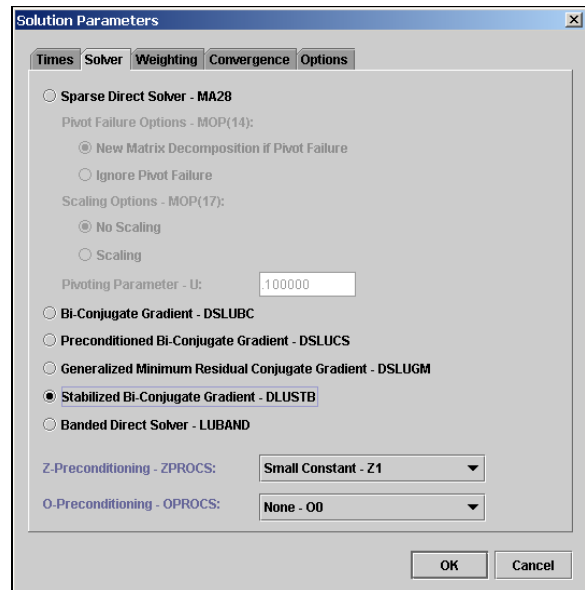 Solution Parameters
Times Solver Weighting Convergence Options
Sparse Direct Solver - MA28
Pivot Failure Options - MOP(14):
New Matrix Decomposition if Pivot Failure
Ignore Pivot Failure
Scaling Options - MOP(17):
No Scaling
Scaling
Pivoting Parameter - U: .100000
Bi-Conjugate Gradient - DSLUBC
Preconditioned Bi-Conjugate Gradient - DSLUCS
Generalized Minimum Residual Conjugate Gradient - DSLUGM
Stabilized Bi-Conjugate Gradient - DLUSTB
Banded Direct Solver - LUBAND
Z-Preconditioning - ZPROCS: Small Constant - Z1
O-Preconditioning - OPROCS: None - O0
OK Cancel